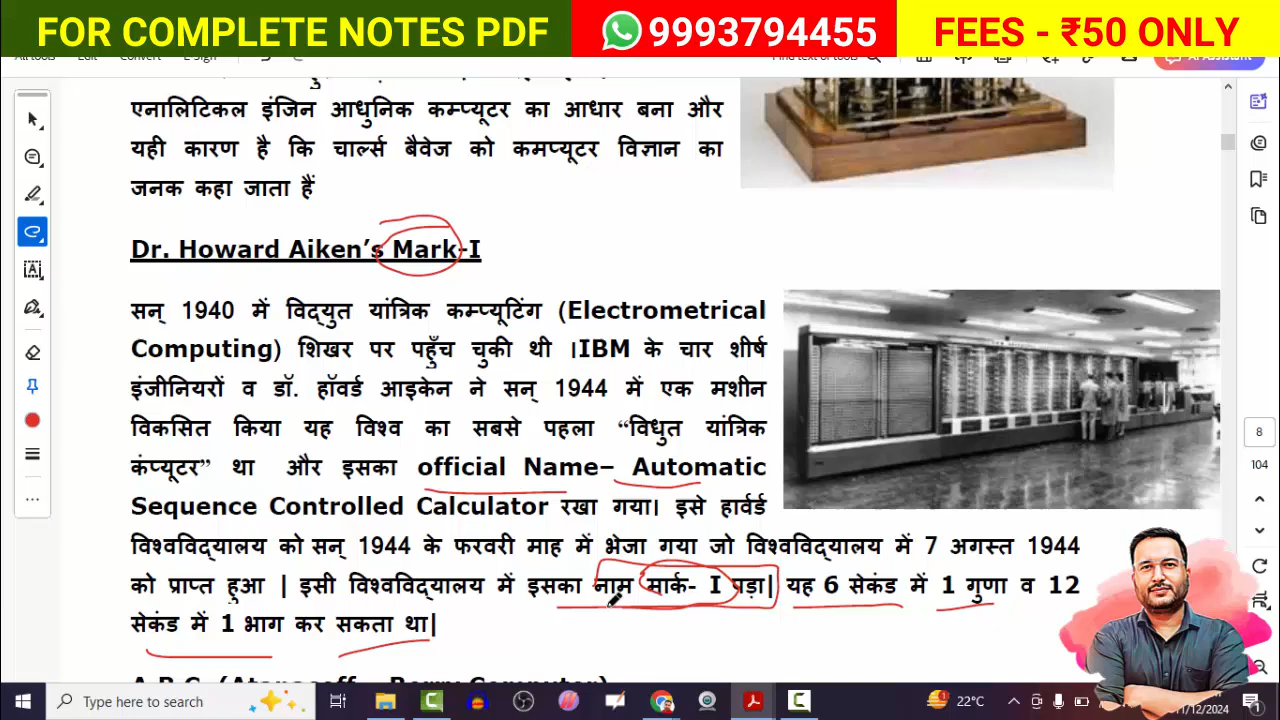 FOR COMPLETE NOTES PDF 9993794455 FEES - ₹50 ONLY
एनालिटिकल इंजिन आधुनिक कम्प्यूटर का आधार बना और
यही कारण है कि चार्ल्स बैवेज को कमप्यूटर विज्ञान का
जनक कहा जाता हैं
Dr. Howard Aiken’s Mark-I
सन् 1940 में विद्युत यांत्रिक कम्प्यूटिंग (Electrometrical
Computing) शिखर पर पहुँच चुकी थी ।IBM के चार शीर्ष
इंजीनियरों व डॉ. हॉवर्ड आइकेन ने सन् 1944 में एक मशीन
विकसित किया यह विश्व का सबसे पहला “विधुत यांत्रिक
कंप्यूटर” था और इसका official Name– Automatic
Sequence Controlled Calculator रखा गया। इसे हार्वर्ड
विश्वविद्यालय को सन् 1944 के फरवरी माह में भेजा गया जो विश्वविद्यालय में 7 अगस्त 1944
को प्राप्त हुआ | इसी विश्वविद्यालय में इसका नाम मार्क- I पड़ा| यह 6 सेकंड में 1 गुणा व 12
सेकंड में 1 भाग कर सकता था|
8
104
Type here to search
22°C
1/12/2024